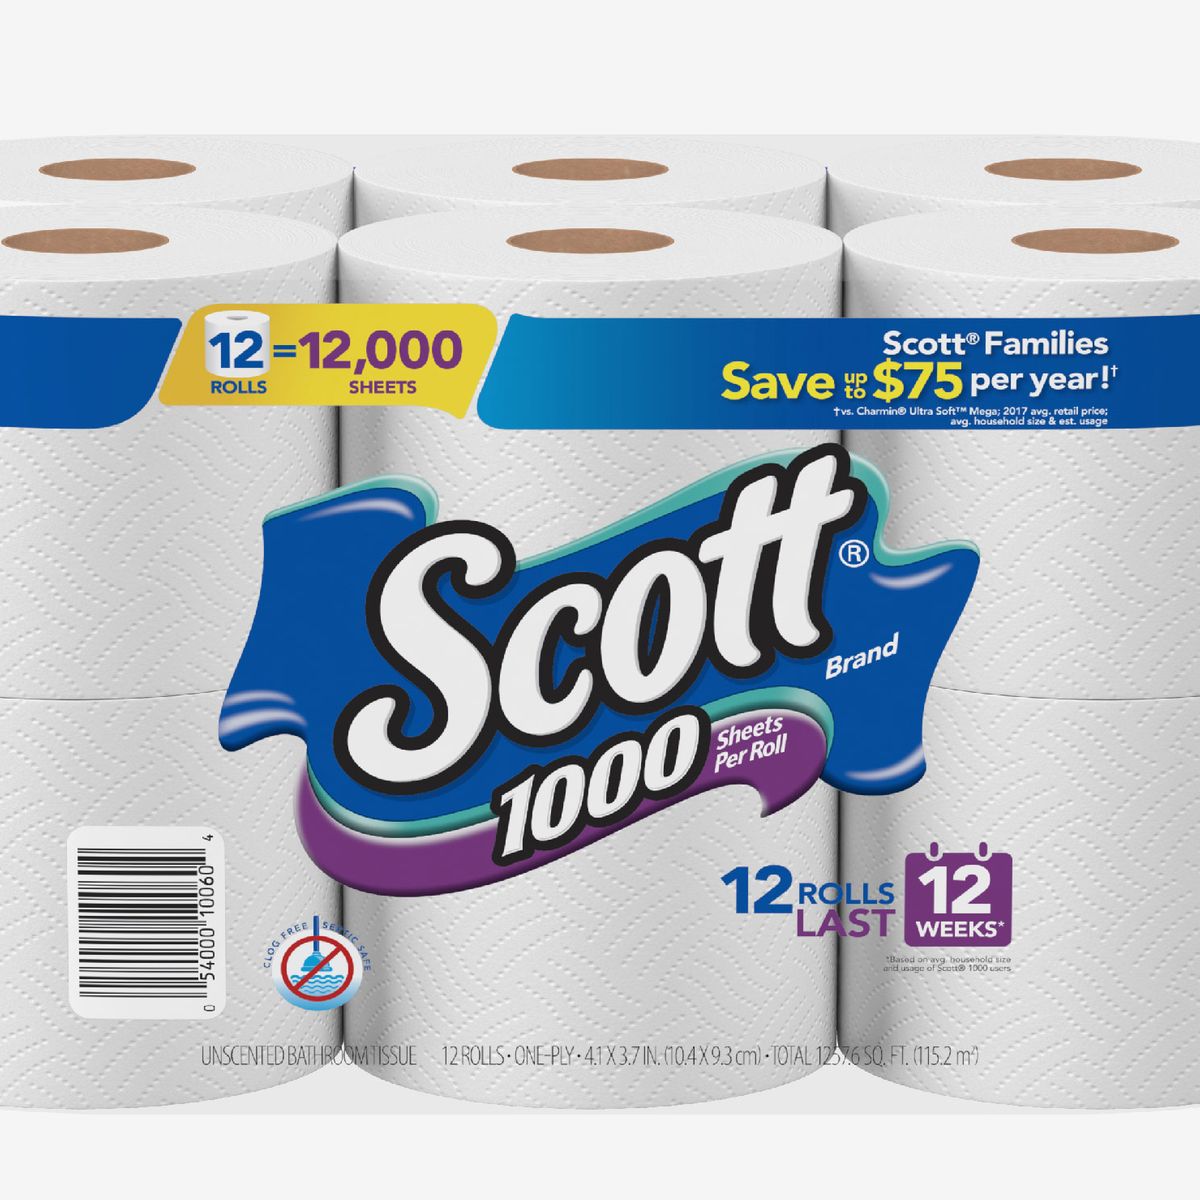 12 = 12,000
ROLLS SHEETS
Scott® Families
Save up to $75 per year!†
†vs. Charmin® Ultra Soft™ Mega; 2017 avg. retail price;
avg. household size & est. usage
Scott®
Brand
1000 Sheets
Per Roll
12 ROLLS
LAST
12
WEEKS*
*Based on avg. household size
and usage of Scott® 1000 users
0 54000 10060 4
CLOG FREE SEPTIC SAFE
UNSCENTED BATHROOM TISSUE 12 ROLLS • ONE-PLY • 4.1 X 3.7 IN. (10.4 X 9.3 cm) • TOTAL 1257.6 SQ. FT. (115.2 m²)